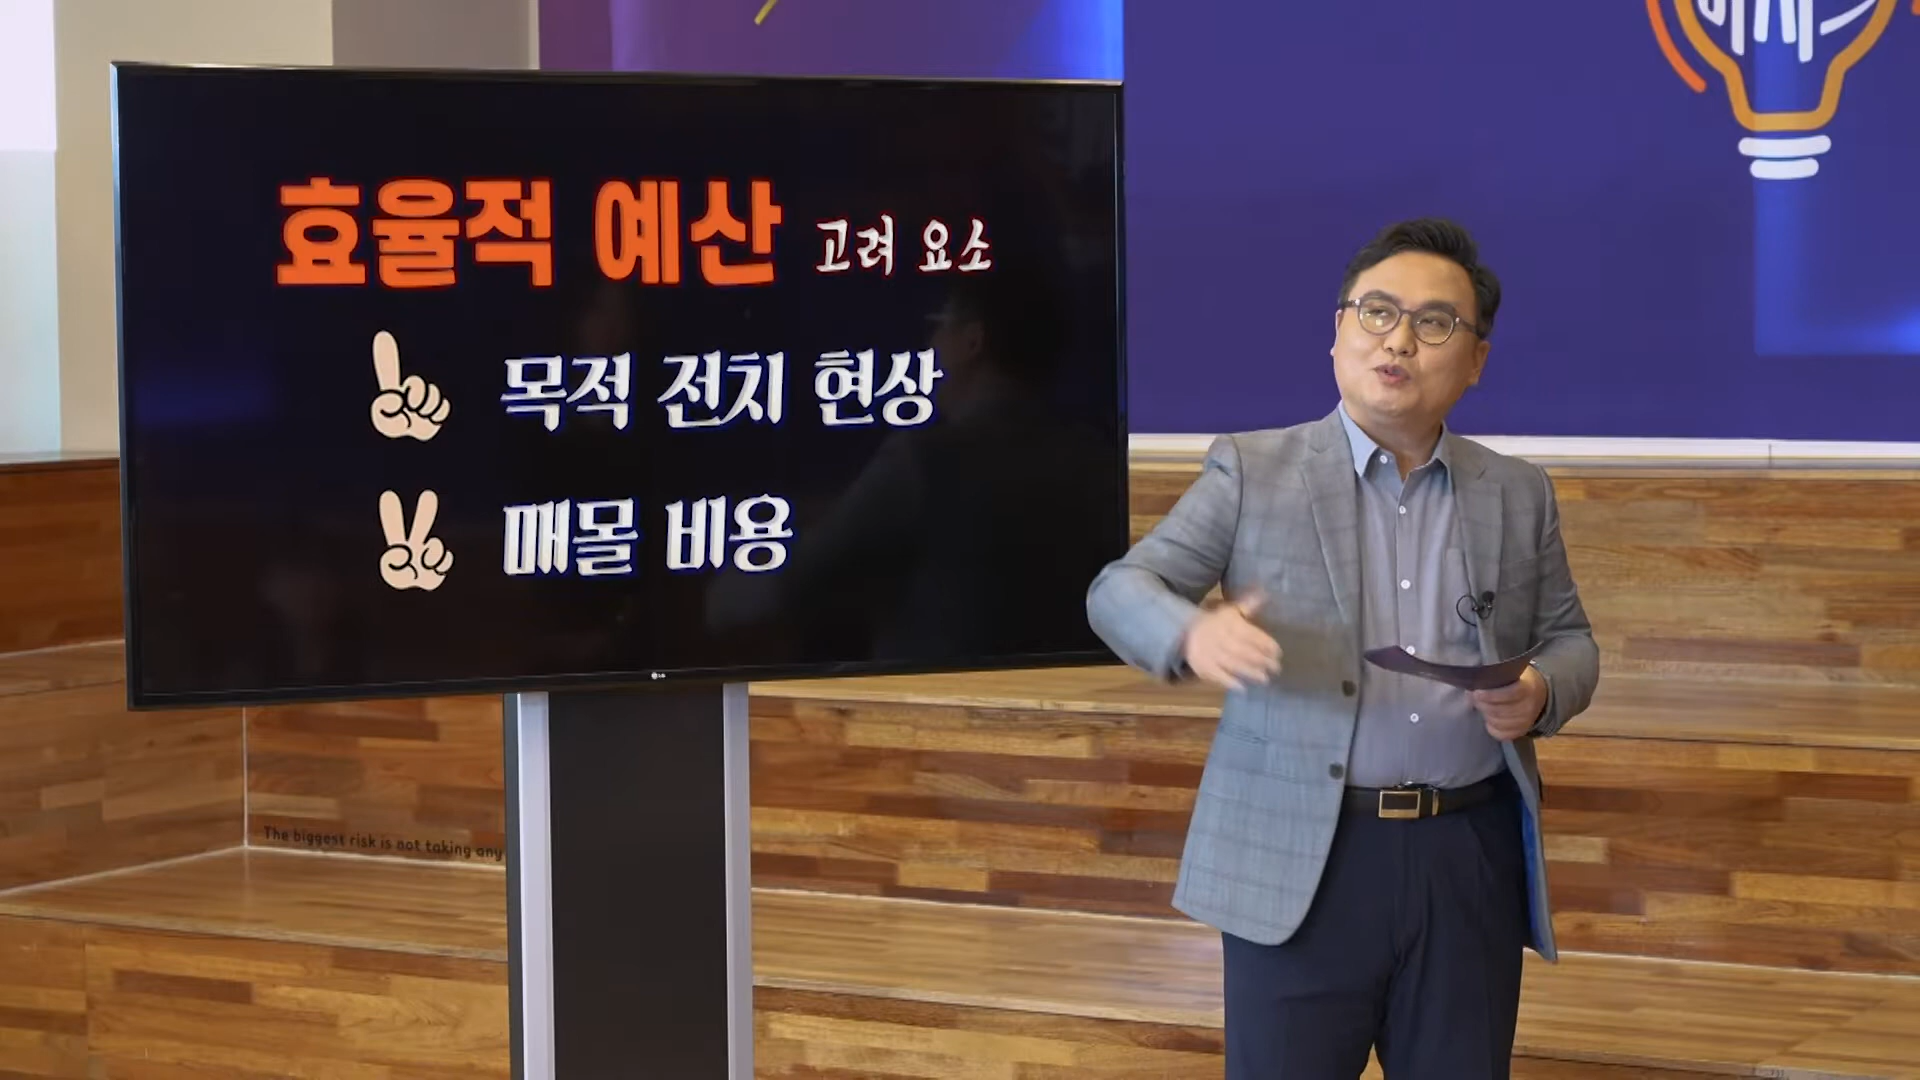 효율적 예산 고려 요소
목적 전치 현상
매몰 비용
LG
The biggest risk is not taking any